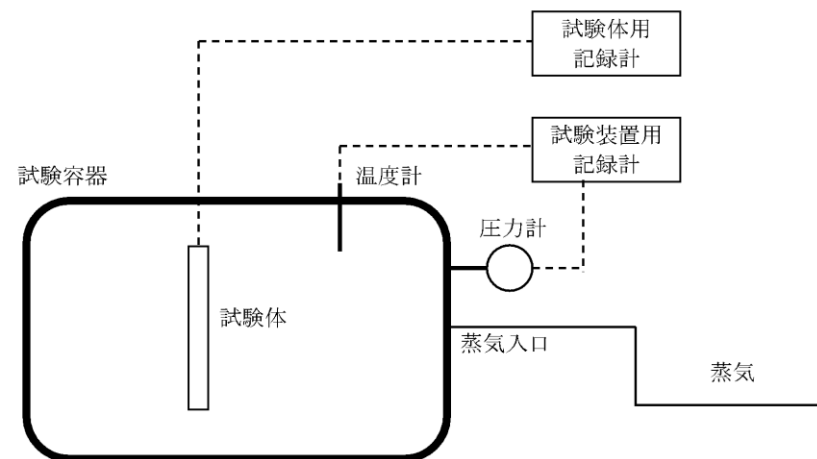 試験体用
記録計
試験装置用
記録計
試験容器
温度計
圧力計
試験体
蒸気入口
蒸気